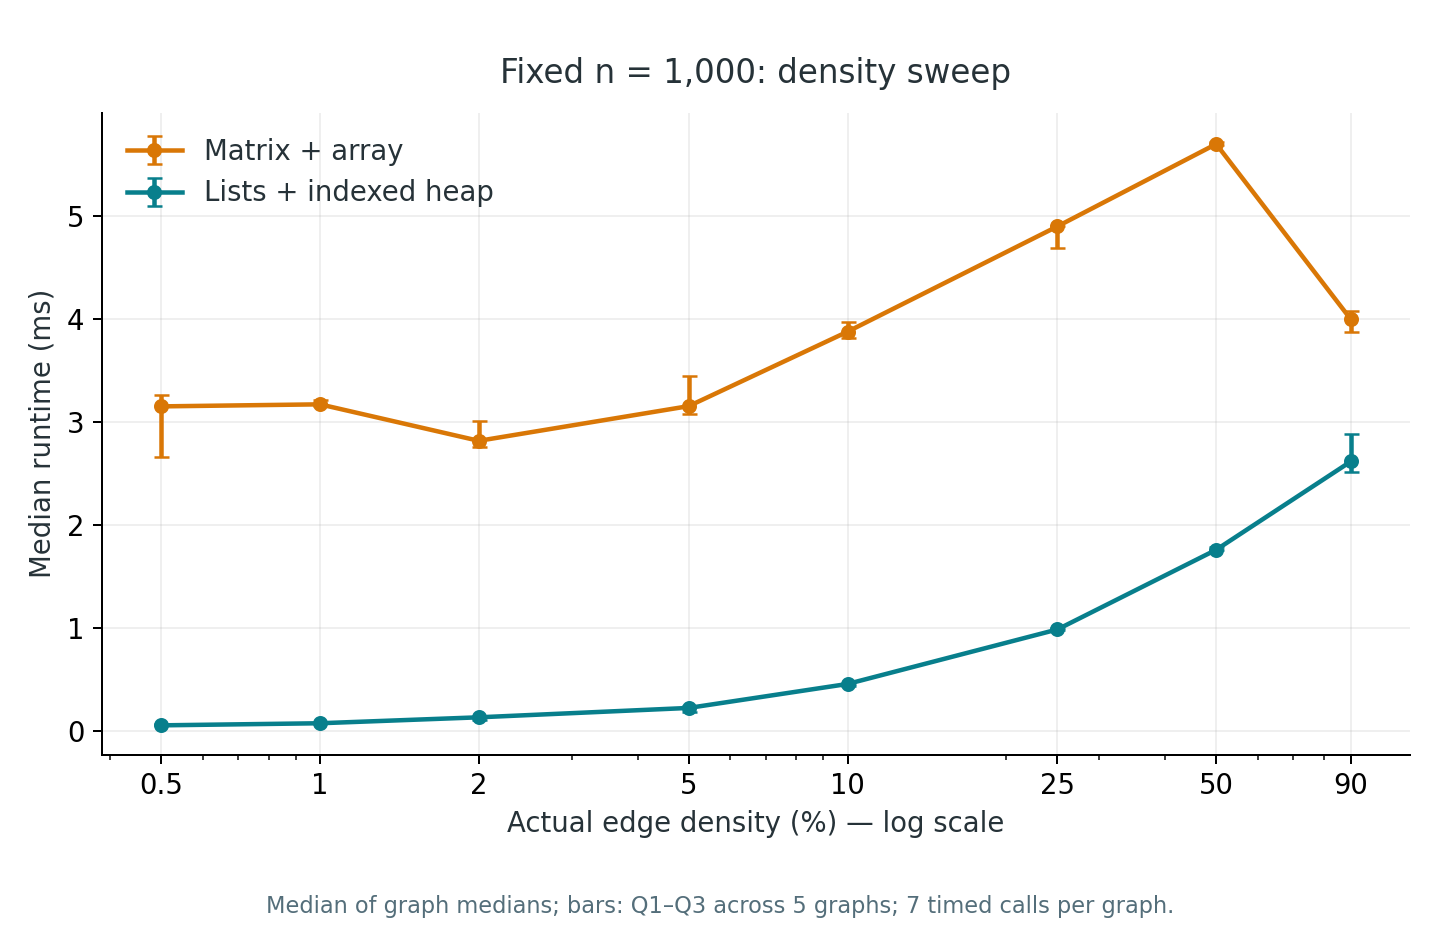 Fixed n = 1,000: density sweep
Matrix + array
Lists + indexed heap
5
4
3
2
1
0
Median runtime (ms)
0.5 1 2 5 10 25 50 90
Actual edge density (%) — log scale
Median of graph medians; bars: Q1–Q3 across 5 graphs; 7 timed calls per graph.